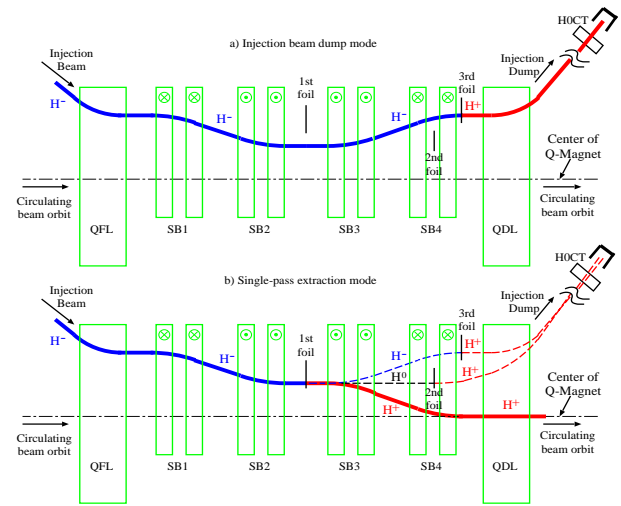 a) Injection beam dump mode
H0CT
Injection
Beam
Injection
Dump
H⁻
1st
foil
H⁻
H⁻
3rd
foil
H⁺
2nd
foil
Center of
Q-Magnet
Circulating
beam orbit
QFL
SB1
SB2
SB3
SB4
QDL
Circulating
beam orbit
b) Single-pass extraction mode
H0CT
Injection
Beam
Injection
Dump
H⁻
1st
foil
H⁻
H⁻
3rd
foil
H⁺
H⁰
H⁺
2nd
foil
H⁺
H⁺
Center of
Q-Magnet
Circulating
beam orbit
QFL
SB1
SB2
SB3
SB4
QDL
Circulating
beam orbit